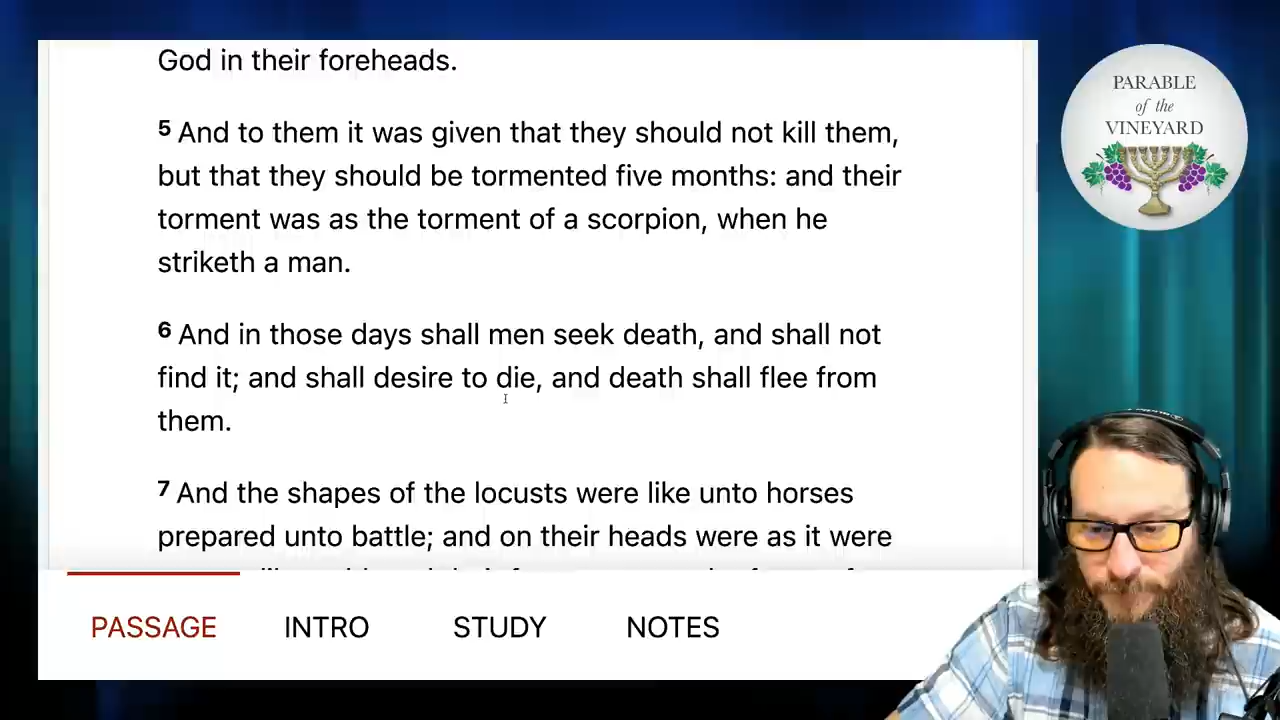 God in their foreheads.
5 And to them it was given that they should not kill them,
but that they should be tormented five months: and their
torment was as the torment of a scorpion, when he
striketh a man.
6 And in those days shall men seek death, and shall not
find it; and shall desire to die, and death shall flee from
them.
7 And the shapes of the locusts were like unto horses
prepared unto battle; and on their heads were as it were
PASSAGE INTRO STUDY NOTES
PARABLE
of the
VINEYARD